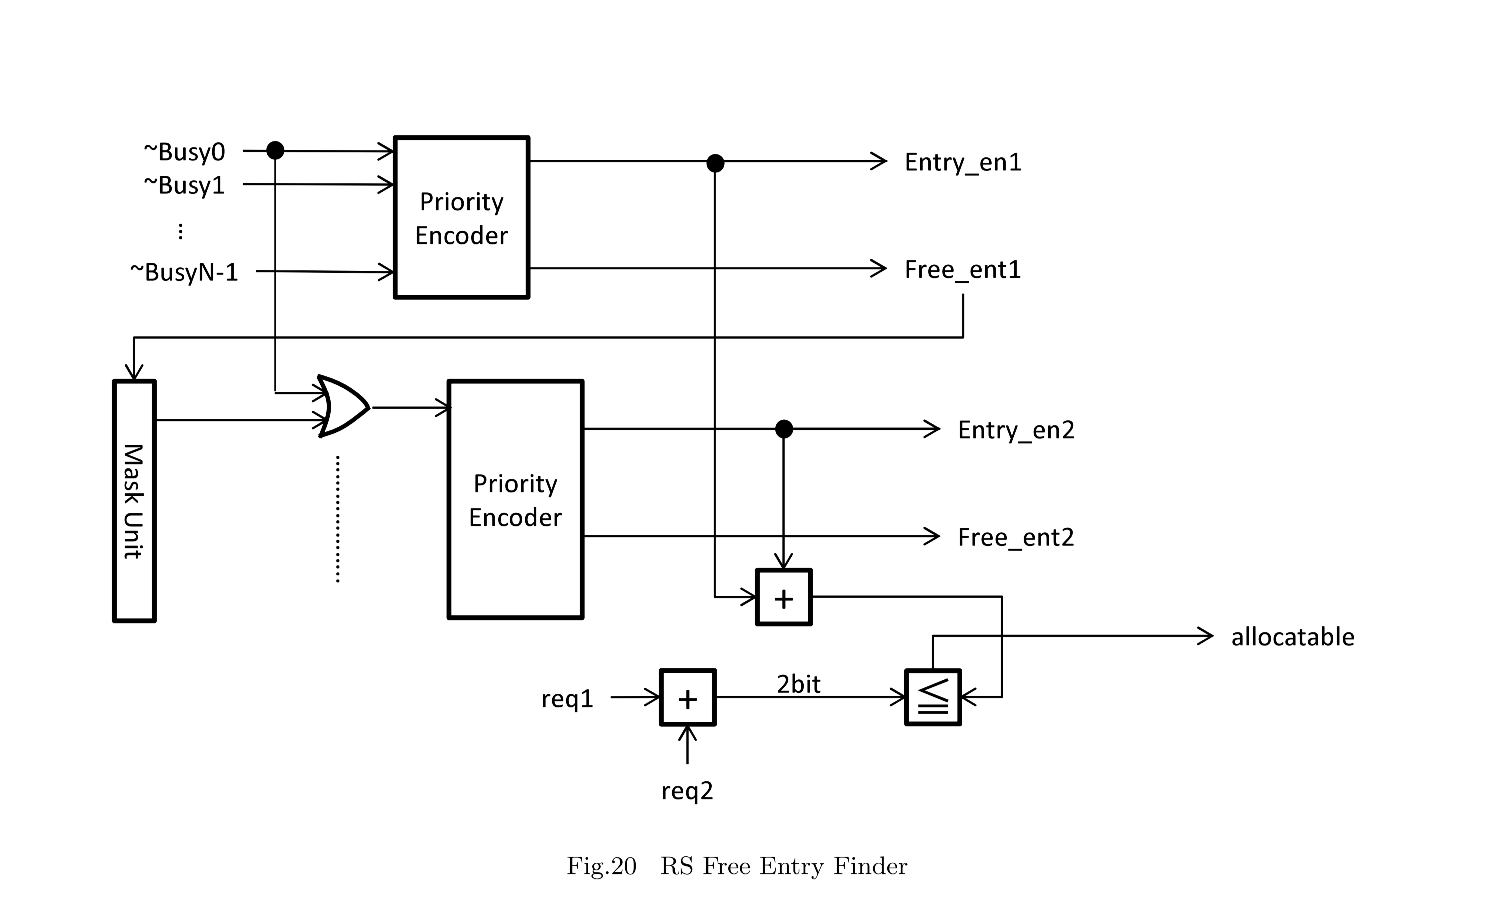 ~Busy0
~Busy1
⋮
~BusyN-1
Priority
Encoder
Entry_en1
Free_ent1
Mask Unit
Priority
Encoder
Entry_en2
Free_ent2
+
allocatable
req1
+
2bit
≦
req2
Fig.20 RS Free Entry Finder